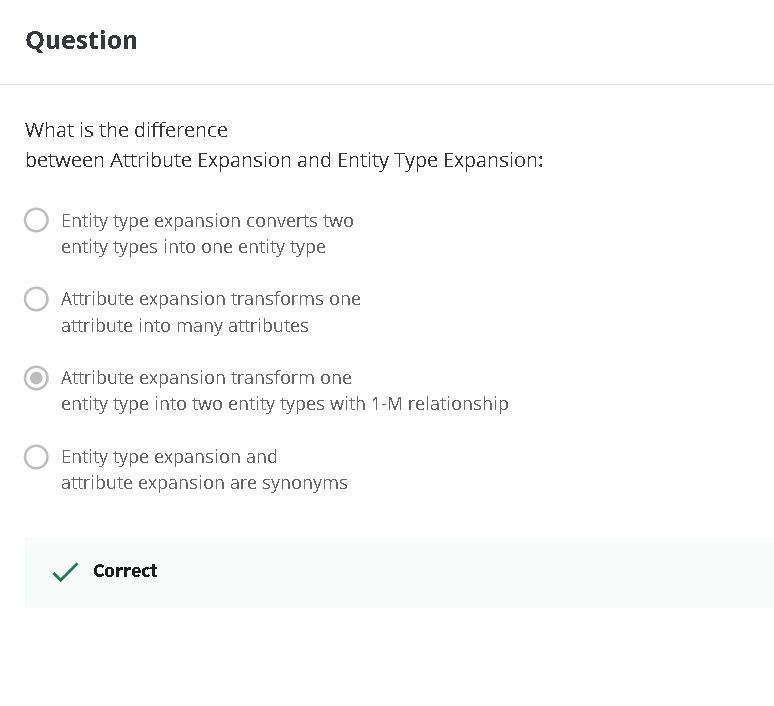 Question
What is the difference
between Attribute Expansion and Entity Type Expansion:
Entity type expansion converts two
entity types into one entity type
Attribute expansion transforms one
attribute into many attributes
Attribute expansion transform one
entity type into two entity types with 1-M relationship
Entity type expansion and
attribute expansion are synonyms
Correct